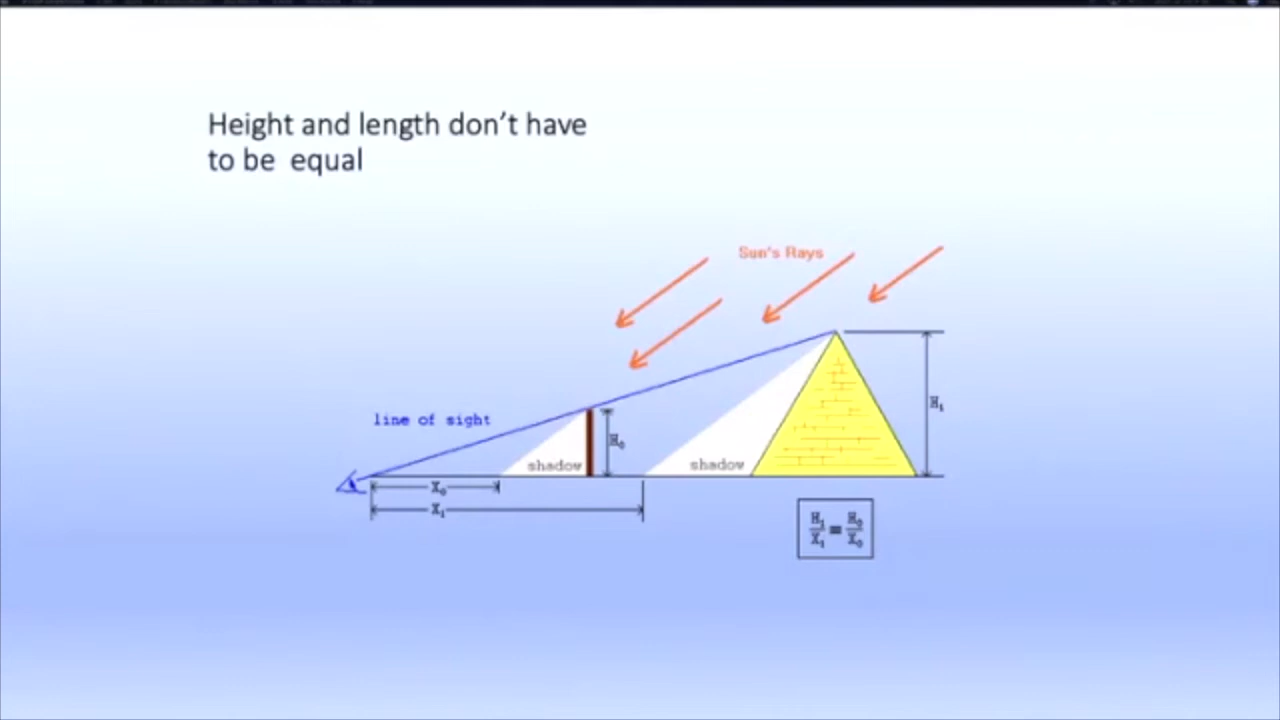 Height and length don't have
to be  equal
Sun's Rays
line of sight
H₁
H₀
shadow
shadow
X₀
X₁
H₁/X₁ = H₀/X₀